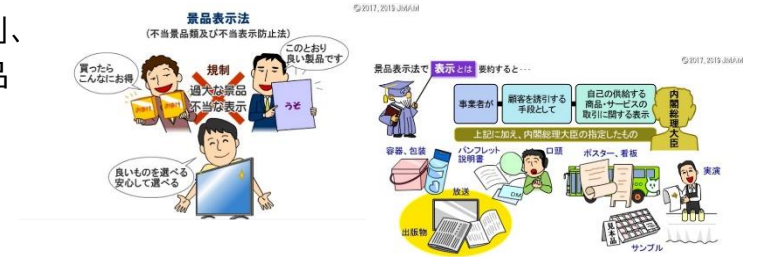 ©2017, 2019 JMAM
景品表示法
(不当景品類及び不当表示防止法)
、
品
買ったら
こんなにお得
規制
過大な景品
不当な表示
このとおり
良い製品です
うそ
良いものを選べる
安心して選べる
©2017, 2019 JMAM
景品表示法で 表示とは 要約すると・・・
事業者が
顧客を誘引する
手段として
自己の供給する
商品・サービスの
取引に関する表示
内閣総理大臣
上記に加え、内閣総理大臣の指定したもの
容器、包装
パンフレット
説明書
口頭
ポスター、看板
実演
DM
放送
出版物
見本品
サンプル